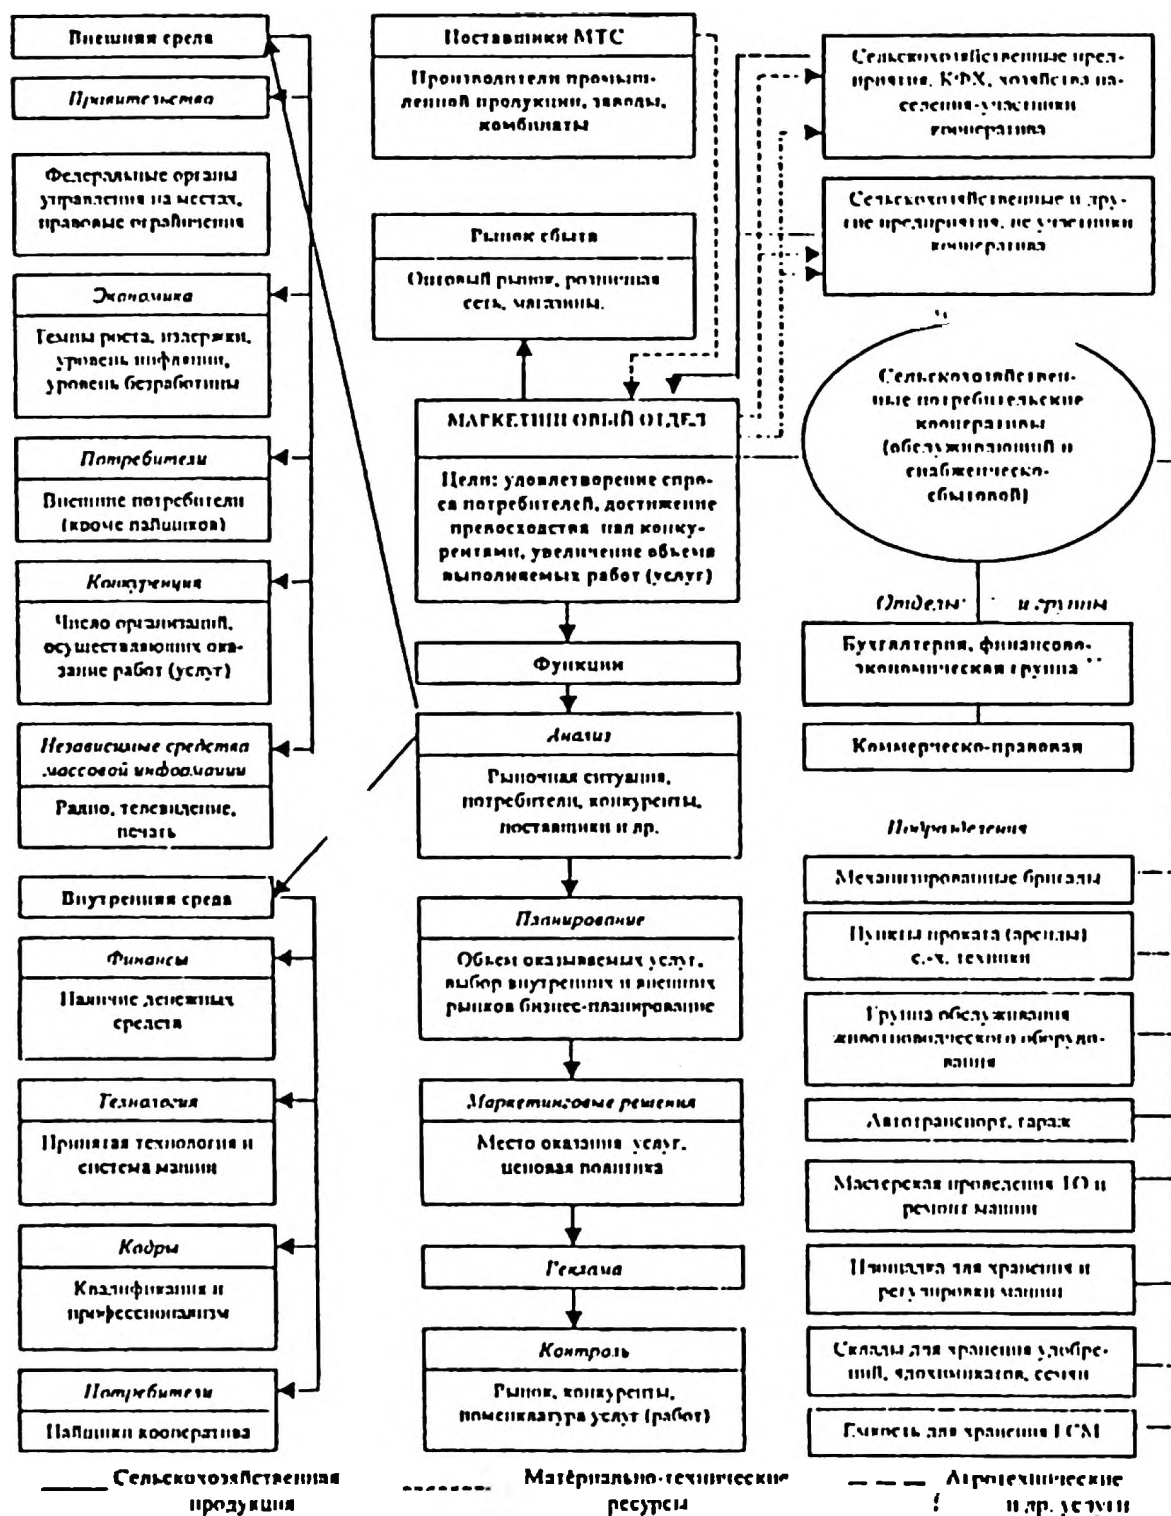 Внешняя среда
Правительство
Федеральные органы
управления на местах,
правовые ограничения
Экономика
Темпы роста, издержки,
уровень инфляции,
уровень безработицы
Потребители
Внешние потребители
(кроме пайщиков)
Конкуренция
Число организаций,
осуществляющих ока-
зание работ (услуг)
Независимые средства
массовой информации
Радио, телевидение,
печать
Внутренняя среда
Финансы
Наличие денежных
средств
Технология
Принятая технология и
система машин
Кадры
Квалификация и
профессионализм
Потребители
Пайщики кооператива
Поставщики МТС
Производители промыш-
ленной продукции, заводы,
комбинаты
Рынок сбыта
Оптовый рынок, розничная
сеть, магазины.
МАРКЕТИНГОВЫЙ ОТДЕЛ
Цели: удовлетворение спро-
са потребителей, достижение
превосходства над конку-
рентами, увеличение объема
выполняемых работ (услуг)
Функции
Анализ
Рыночная ситуация,
потребители, конкуренты,
поставщики и др.
Планирование
Объем оказываемых услуг,
выбор внутренних и внешних
рынков бизнес-планирование
Маркетинговые решения
Место оказания услуг,
ценовая политика
Реклама
Контроль
Рынок, конкуренты,
номенклатура услуг (работ)
Сельскохозяйственные пред-
приятия, КФХ, хозяйства на-
селения-участники
кооператива
Сельскохозяйственные и дру-
гие предприятия, не участники
кооператива
Сельскохозяйствен-
ные потребительские
кооперативы
(обслуживающий и
снабженческо-
сбытовой)
Отделы и группы
Бухгалтерия, финансово-
экономическая группа
Коммерческо-правовая
Подразделения
Механизированные бригады
Пункты проката (аренды)
с.-х. техники
Группа обслуживания
животноводческого оборудо-
вания
Автотранспорт, гараж
Мастерская проведения ТО и
ремонт машин
Площадка для хранения и
регулировки машин
Склады для хранения удобре-
ний, ядохимикатов, семян
Емкость для хранения ГСМ
Сельскохозяйственная
продукция
Материально-технические
ресурсы
Агротехнические
и др. услуги